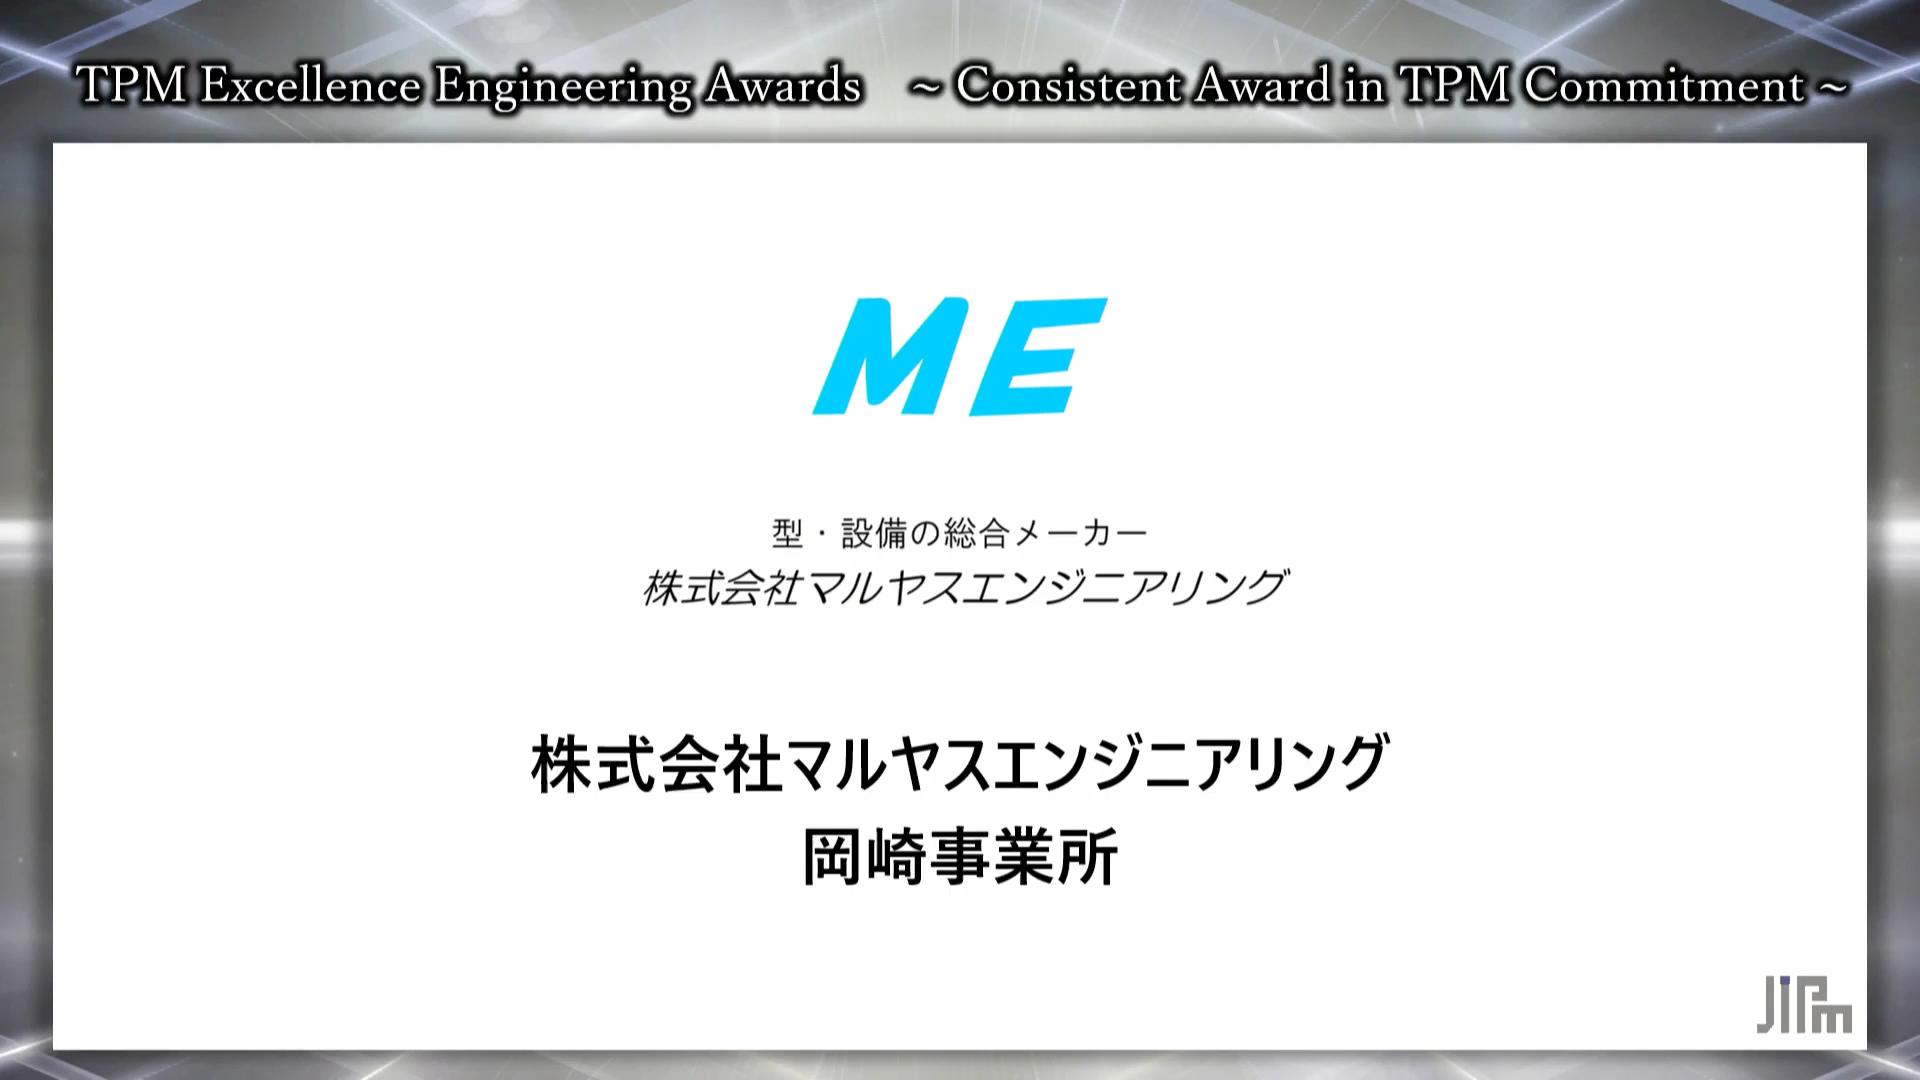 TPM Excellence Engineering Awards　~ Consistent Award in TPM Commitment ~
ME
型・設備の総合メーカー
株式会社マルヤスエンジニアリング
株式会社マルヤスエンジニアリング
岡崎事業所
JIPM